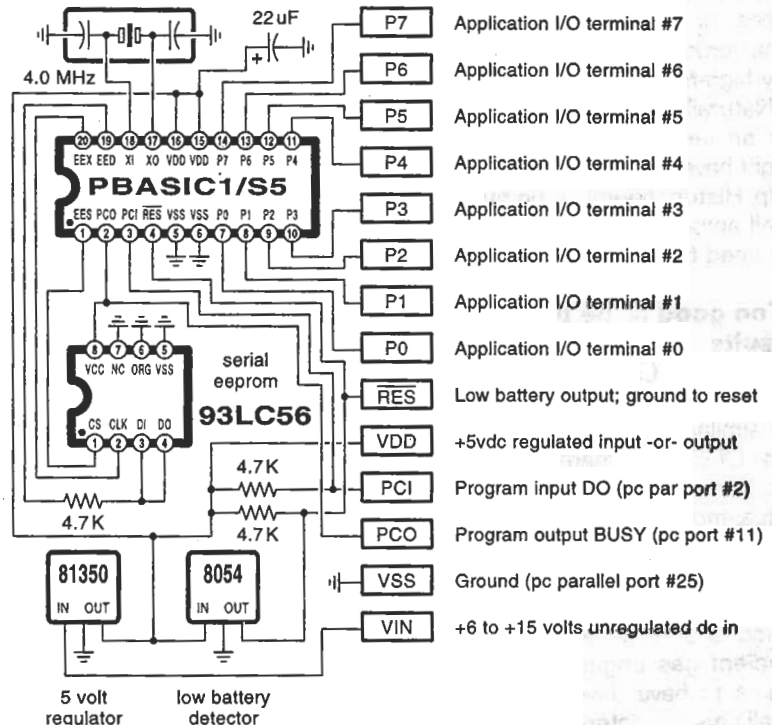 22uF
4.0 MHz
20 19 18 17 16 15 14 13 12 11
EEX EED XI XO VDD VDD P7 P6 P5 P4
PBASIC1/S5
EES PCO PCI RES VSS VSS P0 P1 P2 P3
1 2 3 4 5 6 7 8 9 10
8 7 6 5
VCC NC ORG VSS
serial
eeprom
93LC56
CS CLK DI DO
1 2 3 4
4.7K
4.7K
4.7K
81350
IN OUT
5 volt
regulator
8054
IN OUT
low battery
detector
P7 Application I/O terminal #7
P6 Application I/O terminal #6
P5 Application I/O terminal #5
P4 Application I/O terminal #4
P3 Application I/O terminal #3
P2 Application I/O terminal #2
P1 Application I/O terminal #1
P0 Application I/O terminal #0
RES Low battery output; ground to reset
VDD +5vdc regulated input -or- output
PCI Program input DO (pc par port #2)
PCO Program output BUSY (pc port #11)
VSS Ground (pc parallel port #25)
VIN +6 to +15 volts unregulated dc in